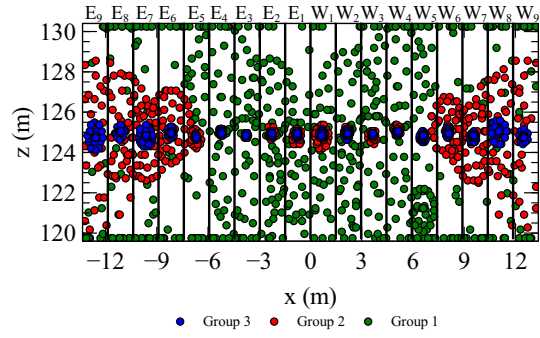 E₉ E₈ E₇ E₆ E₅ E₄ E₃ E₂ E₁ W₁ W₂ W₃ W₄ W₅ W₆ W₇ W₈ W₉
130
128
126
124
122
120
z (m)
−12 −9 −6 −3 0 3 6 9 12
x (m)
Group 3 Group 2 Group 1